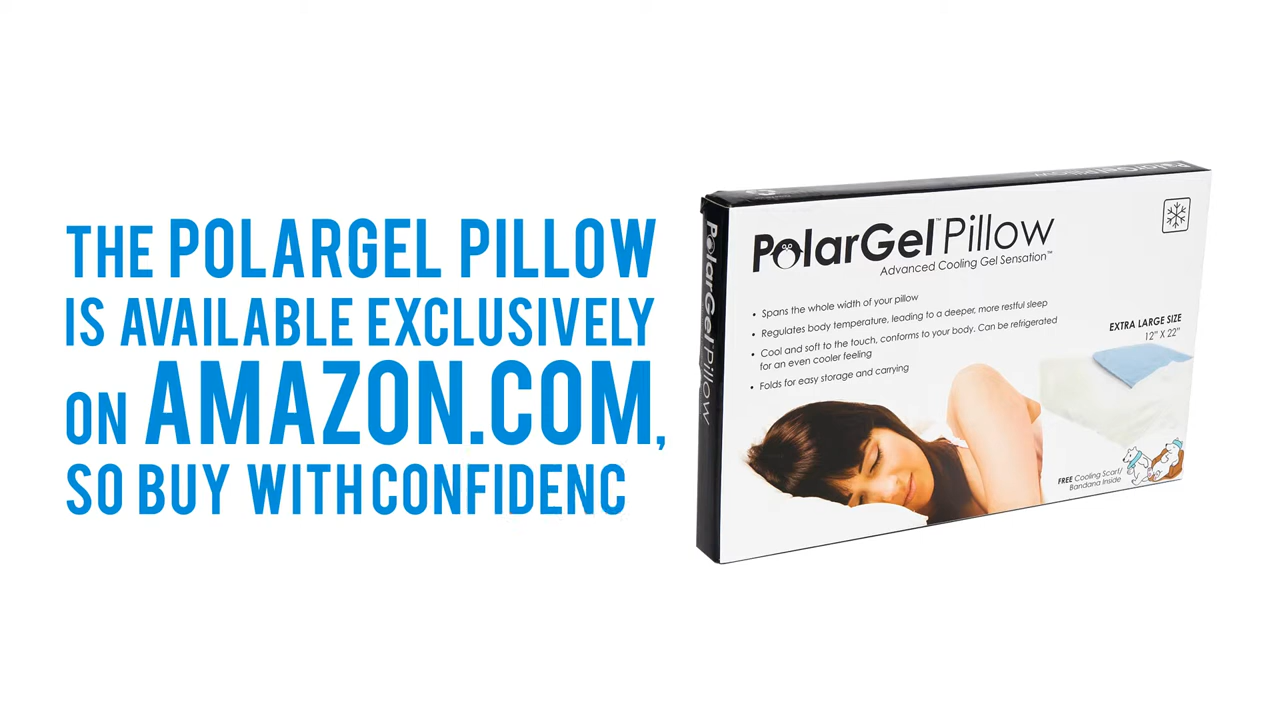 THE POLARGEL PILLOW
IS AVAILABLE EXCLUSIVELY
ON AMAZON.COM,
SO BUY WITH CONFIDENC
PolarGel™ Pillow
Advanced Cooling Gel Sensation™
• Spans the whole width of your pillow
• Regulates body temperature, leading to a deeper, more restful sleep
• Cool and soft to the touch, conforms to your body. Can be refrigerated
for an even cooler feeling
• Folds for easy storage and carrying
EXTRA LARGE SIZE
12" X 22"
FREE Cooling Scarf/
Bandana Inside
PolarGel Pillow
PolarGel Pillow